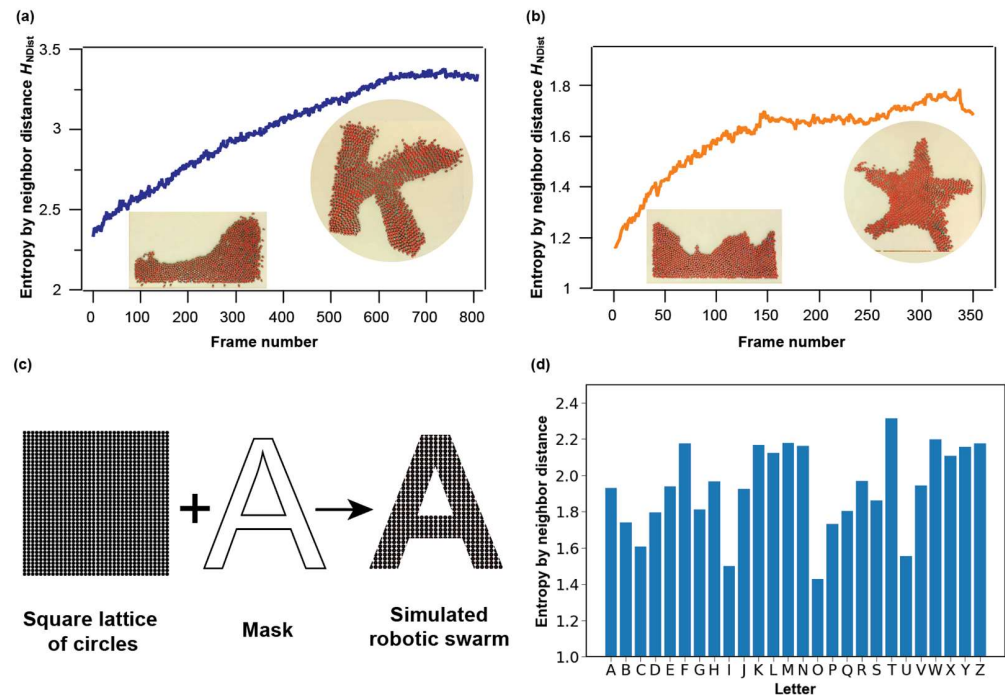 (a)
Entropy by neighbor distance H_NDist
3.5
3
2.5
2
0 100 200 300 400 500 600 700 800
Frame number
(b)
Entropy by neighbor distance H_NDist
1.8
1.6
1.4
1.2
1
0 50 100 150 200 250 300 350
Frame number
(c)
Square lattice
of circles
Mask
Simulated
robotic swarm
(d)
Entropy by neighbor distance
2.4
2.2
2.0
1.8
1.6
1.4
1.2
1.0
A B C D E F G H I J K L M N O P Q R S T U V W X Y Z
Letter